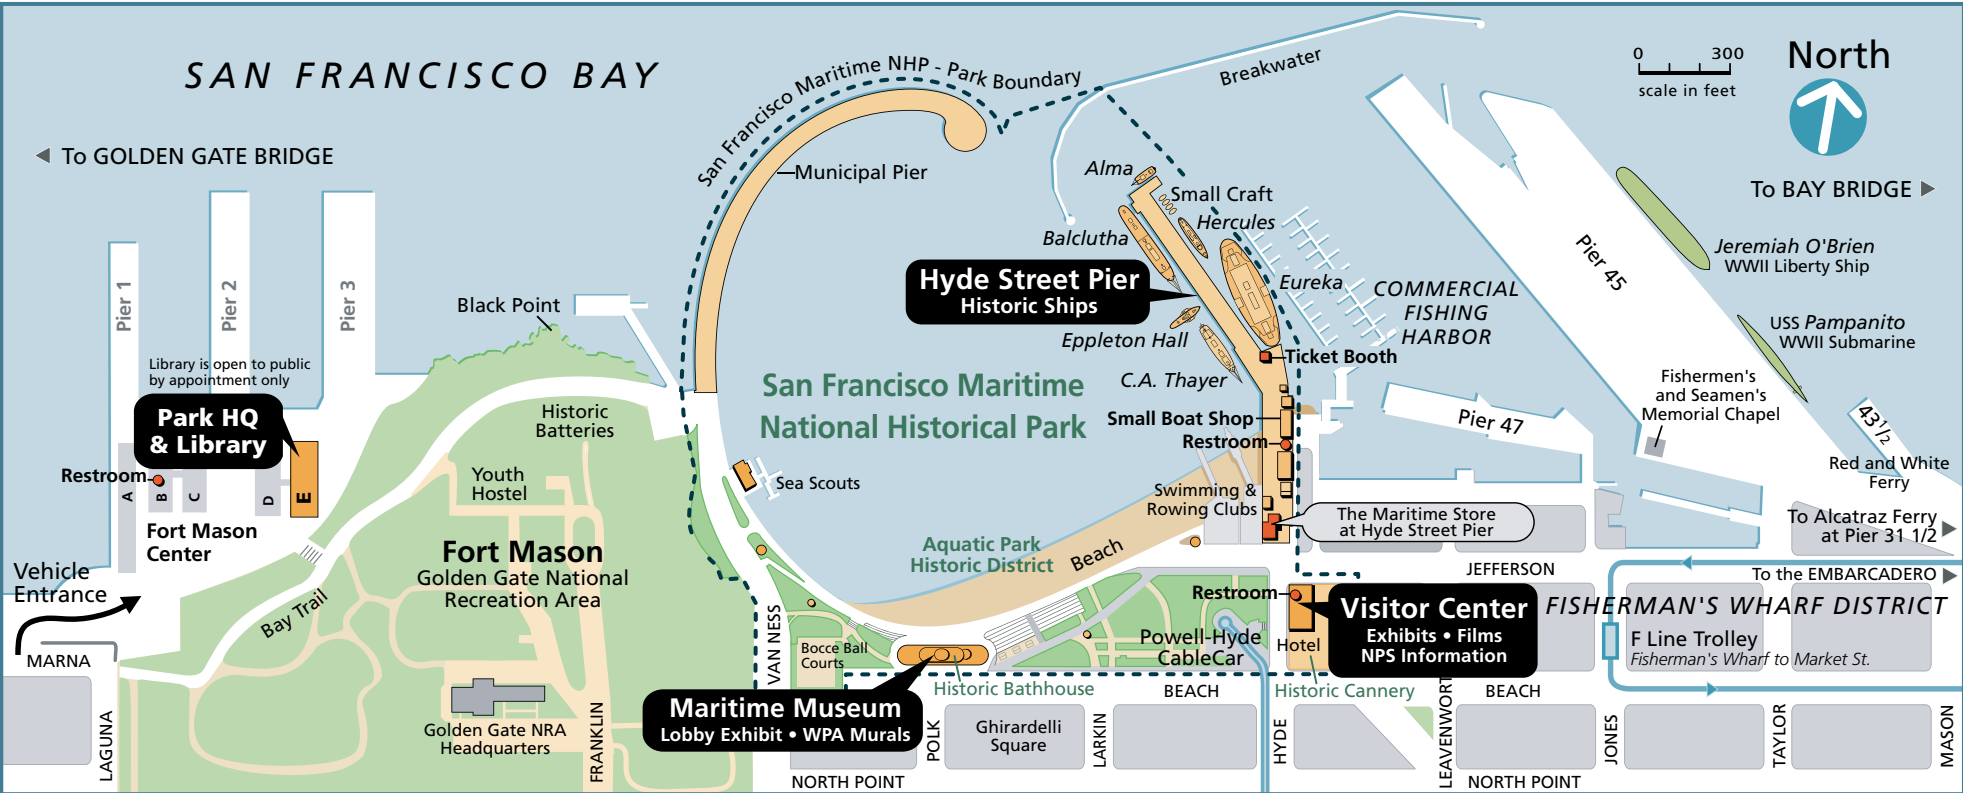 SAN FRANCISCO BAY
San Francisco Maritime NHP - Park Boundary
Breakwater
0 300
scale in feet
North
To GOLDEN GATE BRIDGE
To BAY BRIDGE
Municipal Pier
Alma
Small Craft
Hercules
Balclutha
Eureka
Hyde Street Pier
Historic Ships
Eppleton Hall
C.A. Thayer
Ticket Booth
COMMERCIAL
FISHING
HARBOR
Pier 45
Jeremiah O'Brien
WWII Liberty Ship
USS Pampanito
WWII Submarine
Fishermen's
and Seamen's
Memorial Chapel
43 1/2
Red and White
Ferry
Pier 47
To Alcatraz Ferry
at Pier 31 1/2
To the EMBARCADERO
Pier 1
Pier 2
Pier 3
Black Point
Library is open to public
by appointment only
Park HQ
& Library
Restroom
A
B
C
D
E
Fort Mason
Center
Vehicle
Entrance
MARNA
LAGUNA
Bay Trail
Historic
Batteries
Youth
Hostel
Fort Mason
Golden Gate National
Recreation Area
Golden Gate NRA
Headquarters
FRANKLIN
San Francisco Maritime
National Historical Park
Sea Scouts
Small Boat Shop
Restroom
Swimming &
Rowing Clubs
The Maritime Store
at Hyde Street Pier
Aquatic Park
Historic District
Beach
VAN NESS
Bocce Ball
Courts
Maritime Museum
Lobby Exhibit • WPA Murals
Historic Bathhouse
Powell-Hyde
CableCar
Restroom
Hotel
Visitor Center
Exhibits • Films
NPS Information
Historic Cannery
JEFFERSON
FISHERMAN'S WHARF DISTRICT
F Line Trolley
Fisherman's Wharf to Market St.
BEACH
BEACH
POLK
Ghirardelli
Square
LARKIN
HYDE
LEAVENWORT
JONES
TAYLOR
MASON
NORTH POINT
NORTH POINT